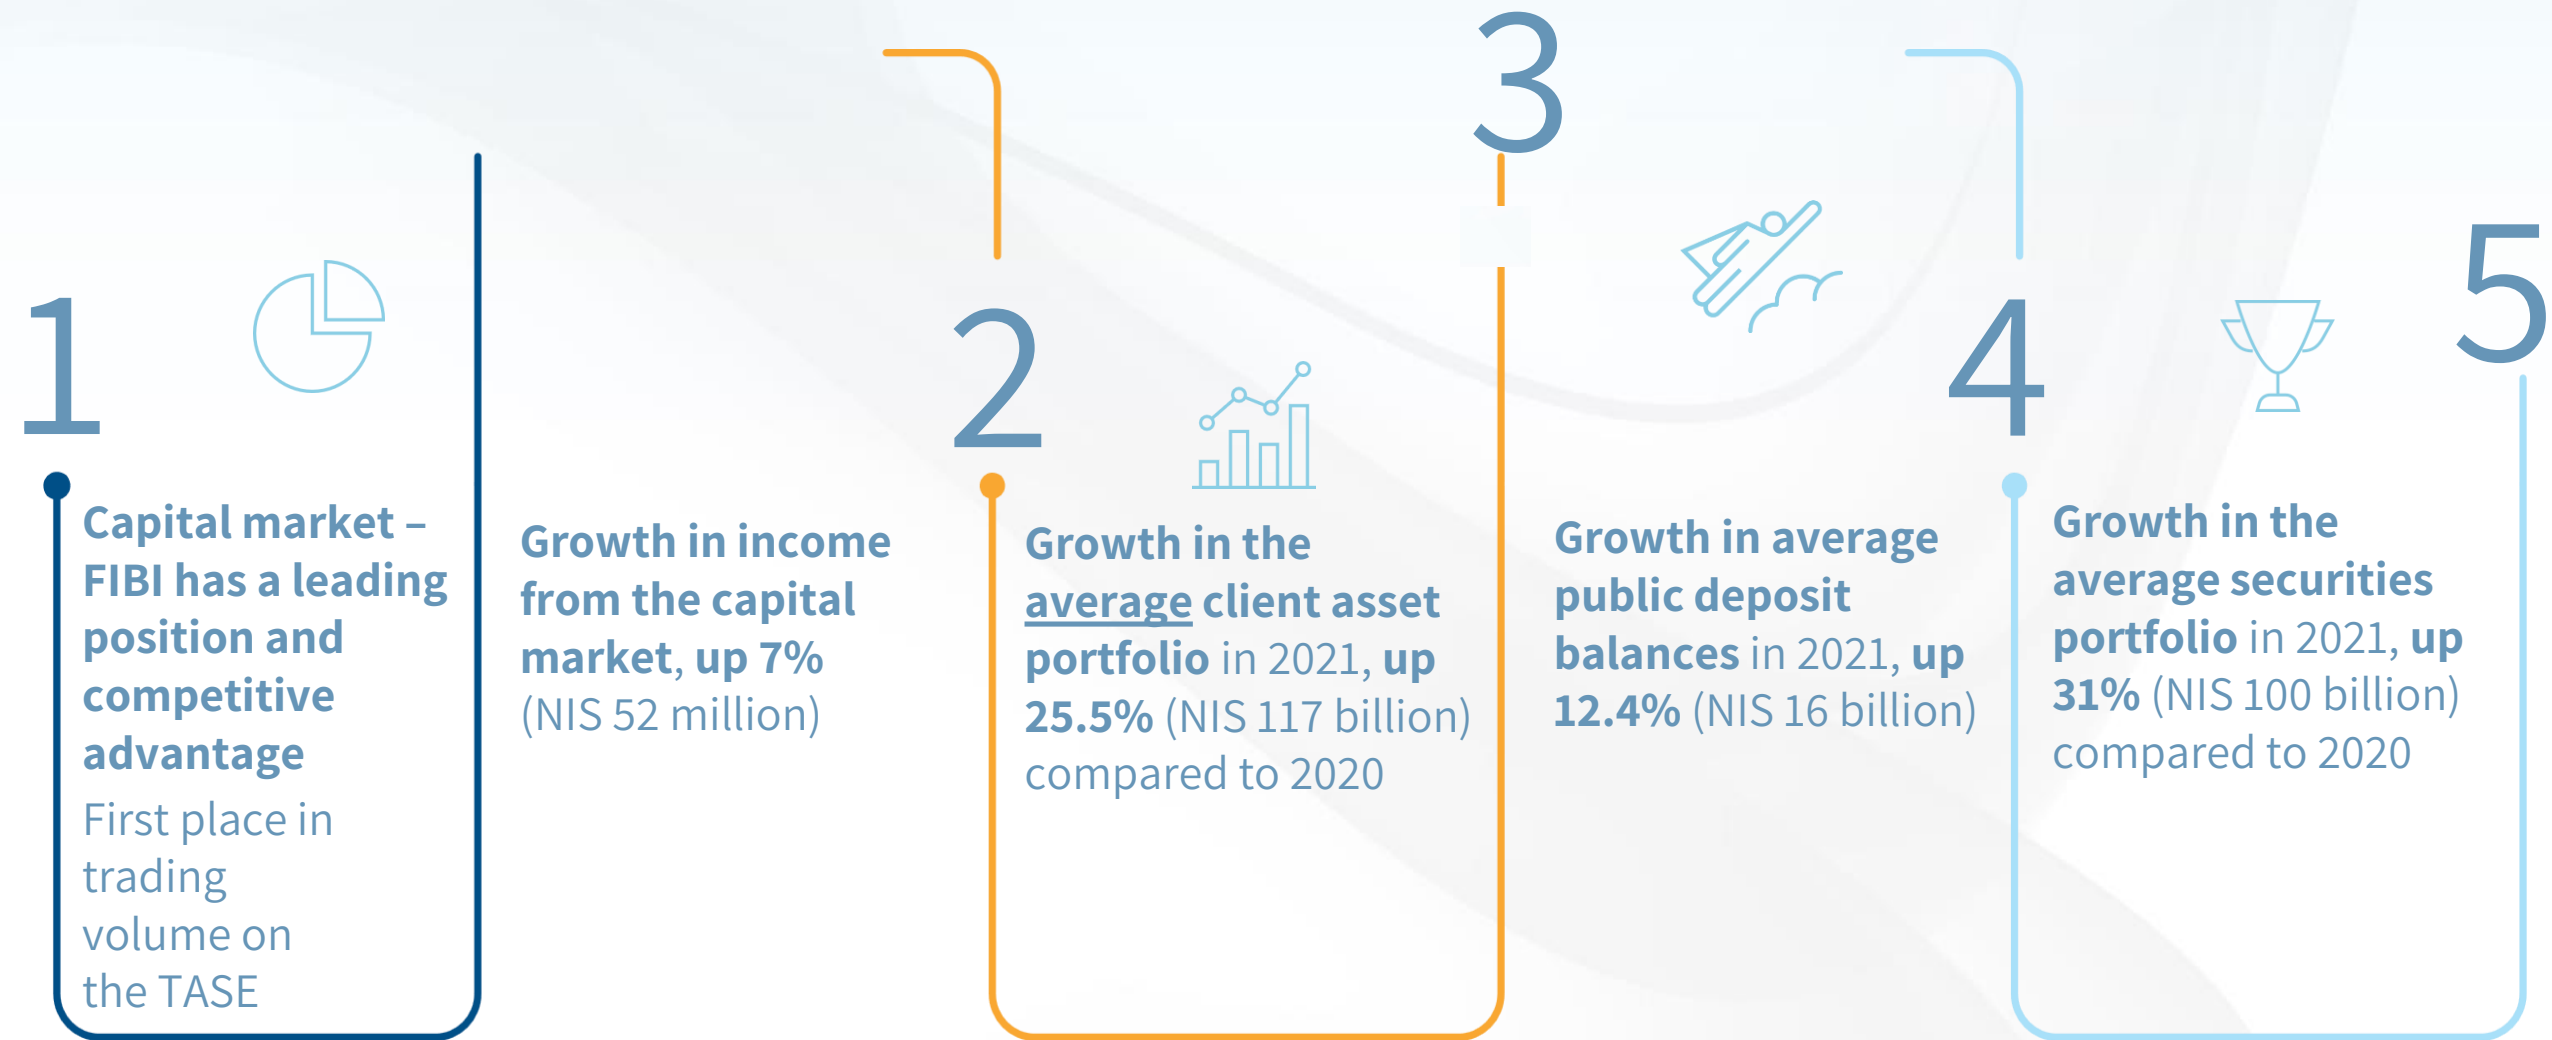 1
Capital market –
FIBI has a leading
position and
competitive
advantage
First place in
trading
volume on
the TASE
Growth in income
from the capital
market, up 7%
(NIS 52 million)
2
Growth in the
average client asset
portfolio in 2021, up
25.5% (NIS 117 billion)
compared to 2020
3
Growth in average
public deposit
balances in 2021, up
12.4% (NIS 16 billion)
4
Growth in the
average securities
portfolio in 2021, up
31% (NIS 100 billion)
compared to 2020
5